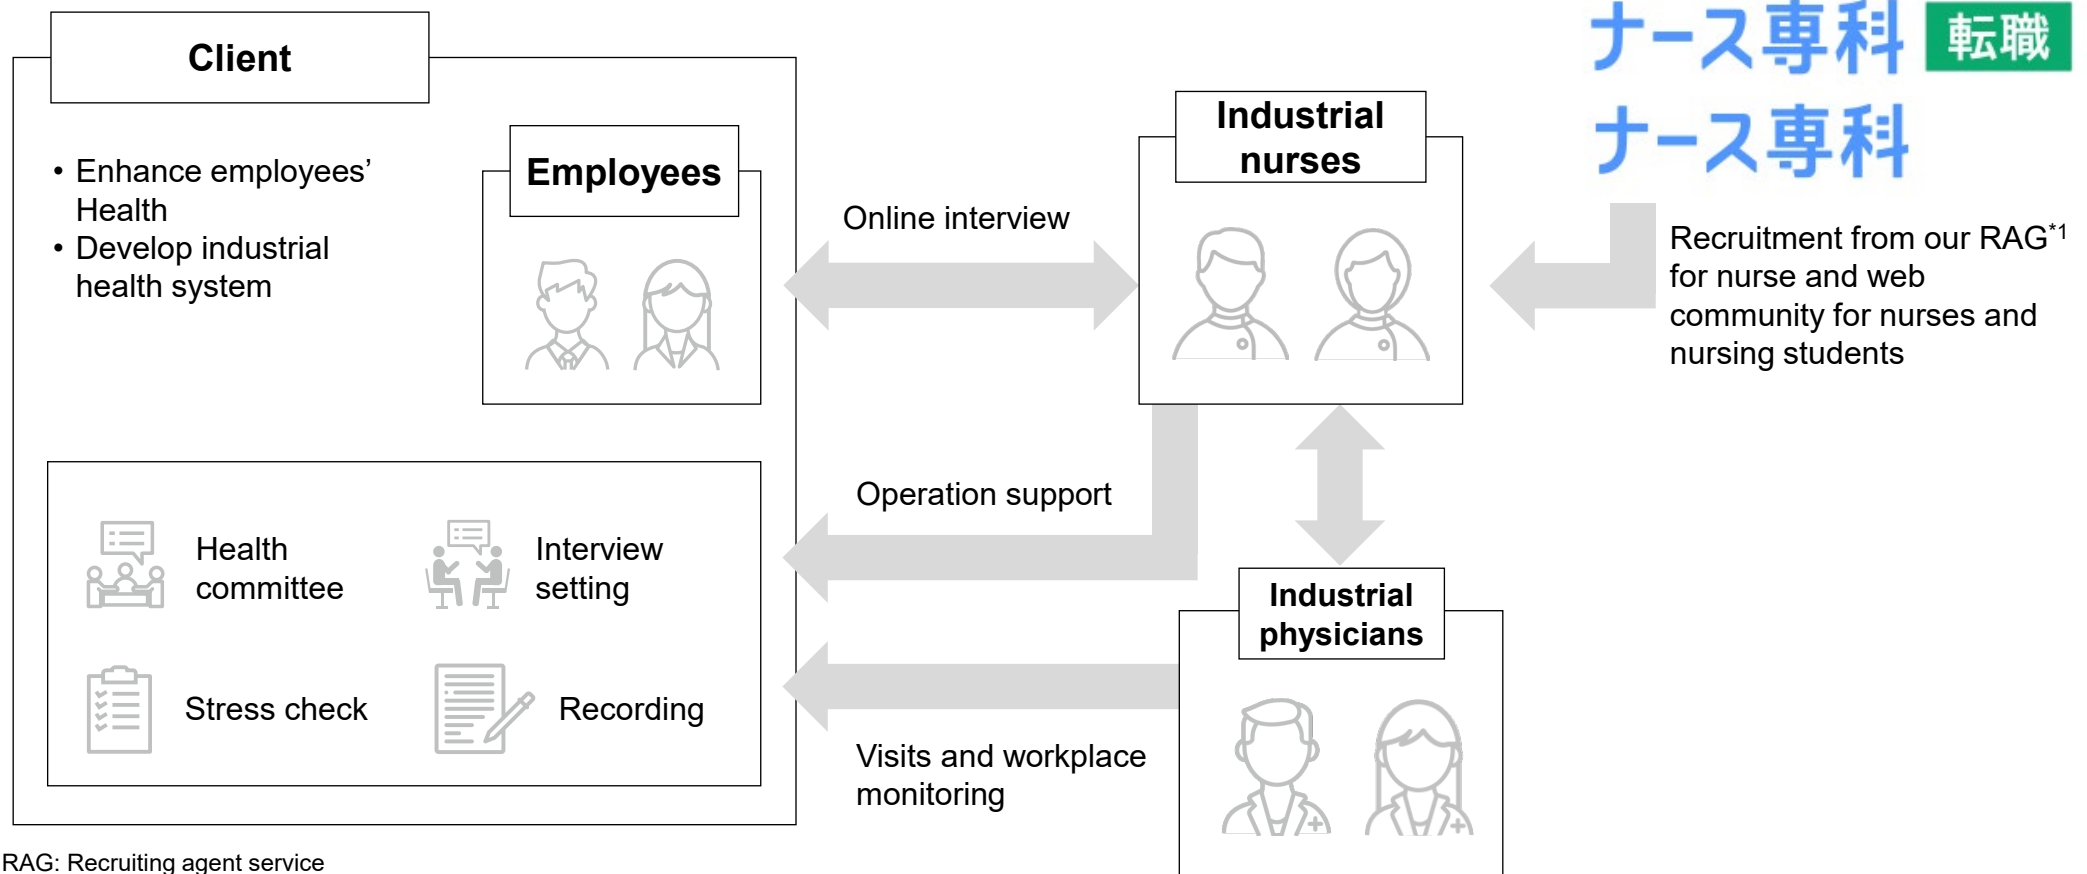 Client
• Enhance employees’
Health
• Develop industrial
health system
Employees
Online interview
Industrial
nurses
ナース専科 転職
ナース専科
Recruitment from our RAG*1
for nurse and web
community for nurses and
nursing students
Operation support
Health
committee
Interview
setting
Stress check
Recording
Visits and workplace
monitoring
Industrial
physicians
RAG: Recruiting agent service